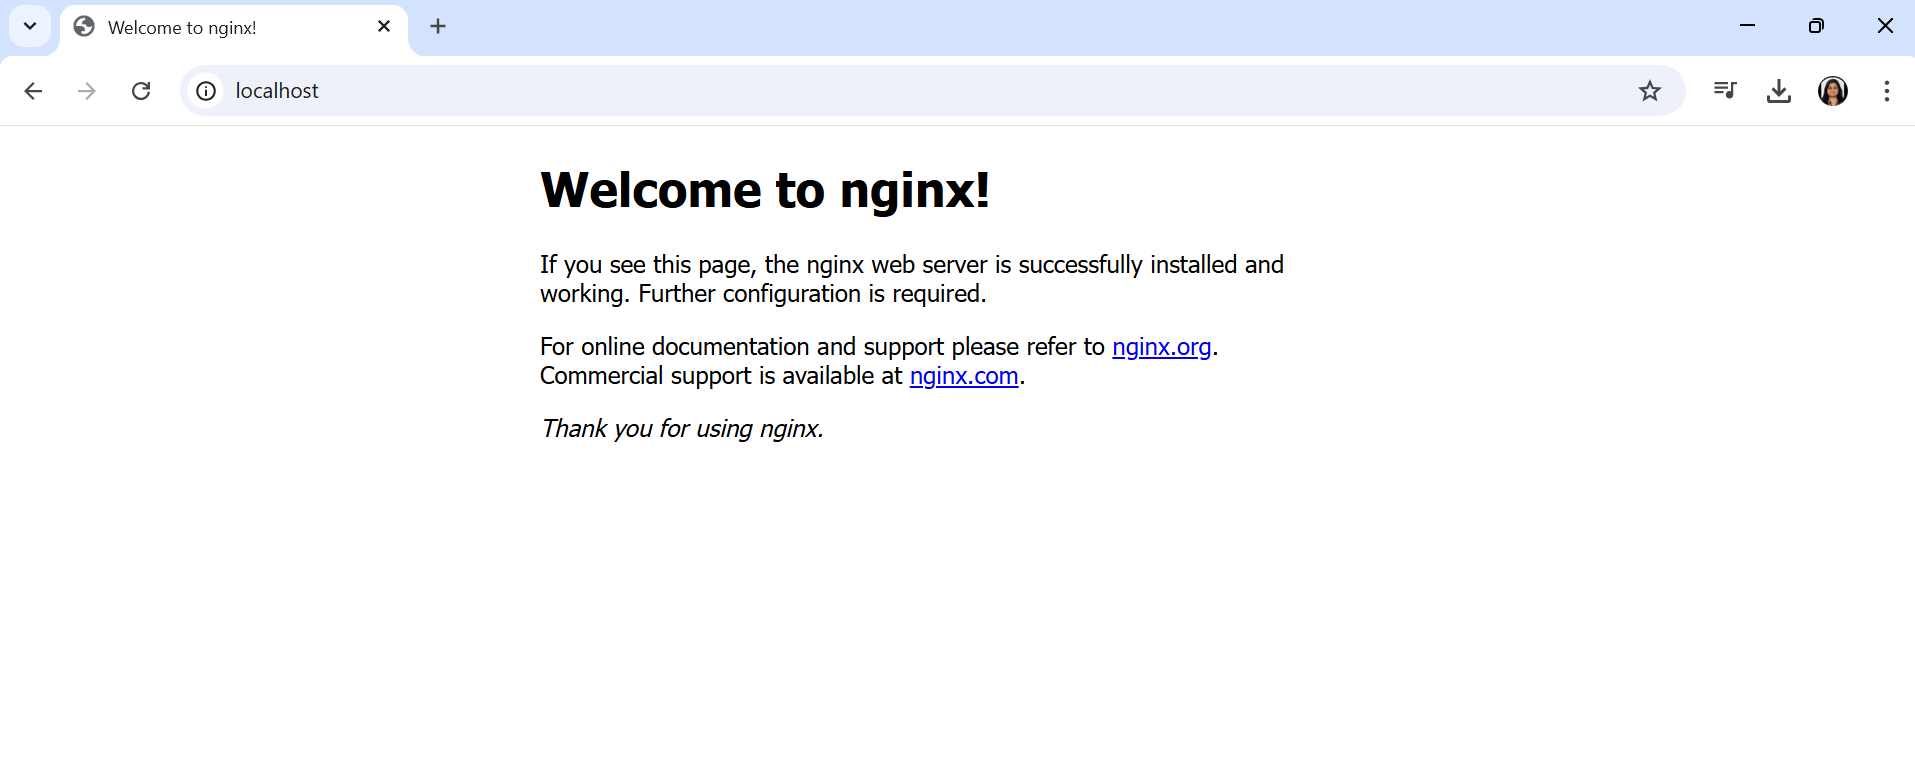 Welcome to nginx!
localhost
Welcome to nginx!
If you see this page, the nginx web server is successfully installed and
working. Further configuration is required.
For online documentation and support please refer to nginx.org.
Commercial support is available at nginx.com.
Thank you for using nginx.